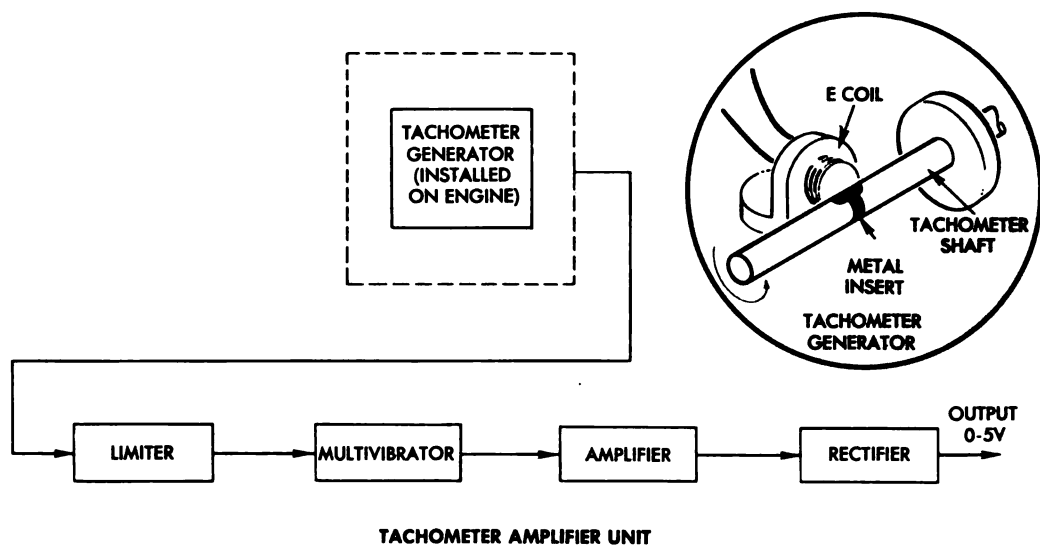 TACHOMETER
GENERATOR
(INSTALLED
ON ENGINE)
E COIL
TACHOMETER
SHAFT
METAL
INSERT
TACHOMETER
GENERATOR
LIMITER
MULTIVIBRATOR
AMPLIFIER
RECTIFIER
OUTPUT
0-5V
TACHOMETER AMPLIFIER UNIT